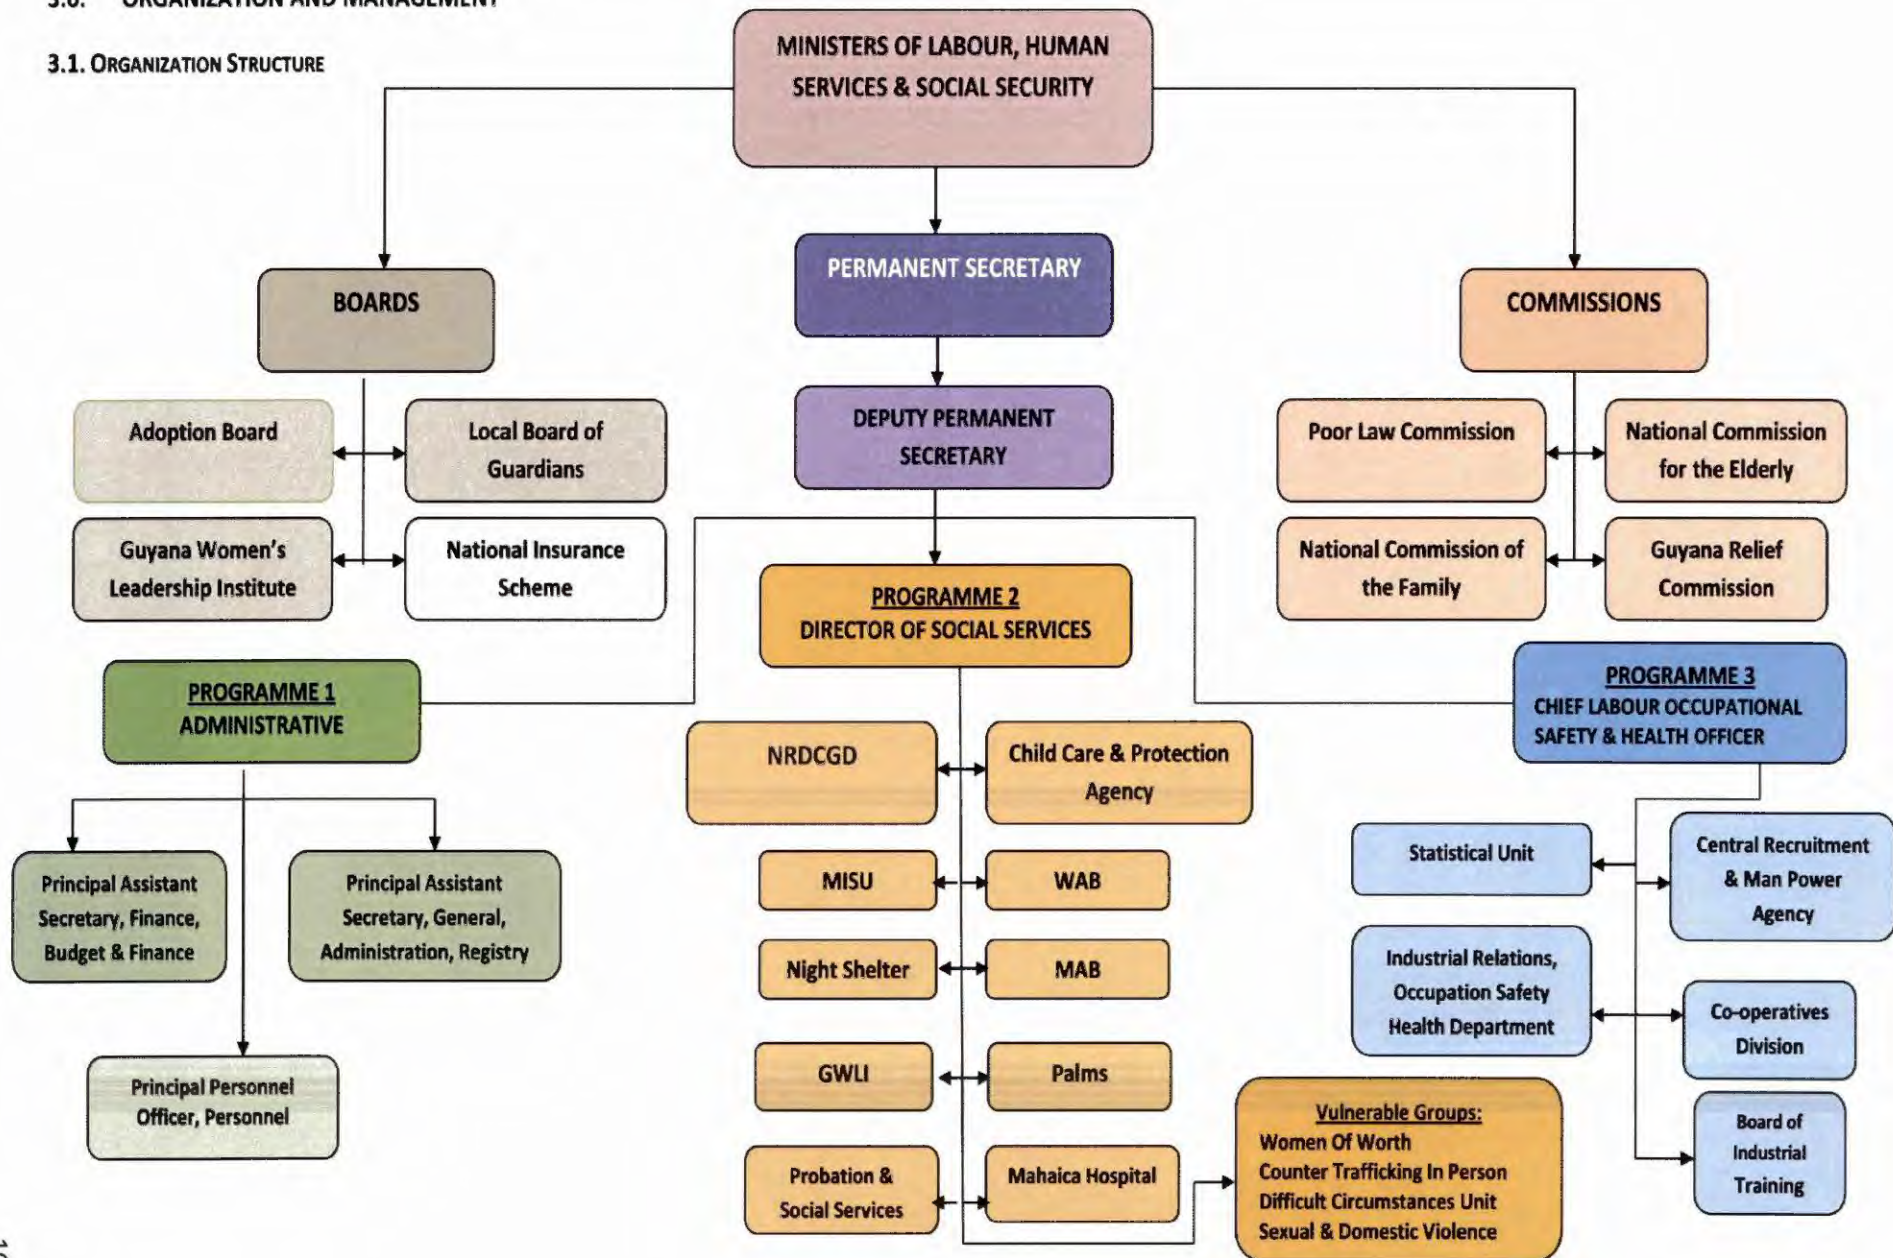 3.0. ORGANIZATION AND MANAGEMENT
3.1. ORGANIZATION STRUCTURE
MINISTERS OF LABOUR, HUMAN
SERVICES & SOCIAL SECURITY
BOARDS
PERMANENT SECRETARY
COMMISSIONS
DEPUTY PERMANENT
SECRETARY
Adoption Board
Local Board of
Guardians
Guyana Women's
Leadership Institute
National Insurance
Scheme
Poor Law Commission
National Commission
for the Elderly
National Commission of
the Family
Guyana Relief
Commission
PROGRAMME 1
ADMINISTRATIVE
PROGRAMME 2
DIRECTOR OF SOCIAL SERVICES
PROGRAMME 3
CHIEF LABOUR OCCUPATIONAL
SAFETY & HEALTH OFFICER
Principal Assistant
Secretary, Finance,
Budget & Finance
Principal Assistant
Secretary, General,
Administration, Registry
Principal Personnel
Officer, Personnel
NRDCGD
Child Care & Protection
Agency
MISU
WAB
Night Shelter
MAB
GWLI
Palms
Probation &
Social Services
Mahaica Hospital
Vulnerable Groups:
Women Of Worth
Counter Trafficking In Person
Difficult Circumstances Unit
Sexual & Domestic Violence
Statistical Unit
Central Recruitment
& Man Power
Agency
Industrial Relations,
Occupation Safety
Health Department
Co-operatives
Division
Board of
Industrial
Training